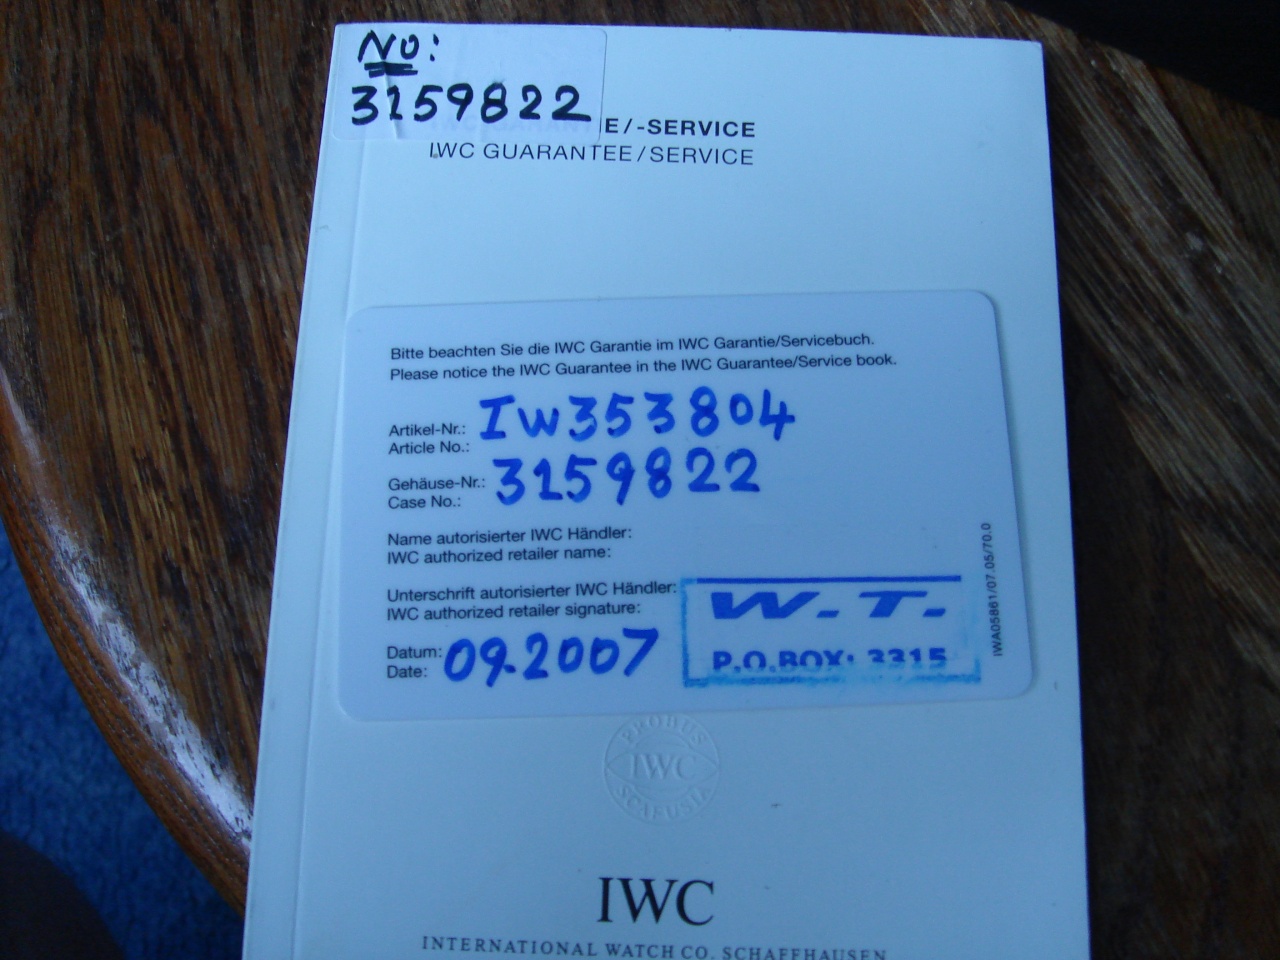 No:
3159822
E/-SERVICE
IWC GUARANTEE/SERVICE
Bitte beachten Sie die IWC Garantie im IWC Garantie/Servicebuch.
Please notice the IWC Guarantee in the IWC Guarantee/Service book.
Artikel-Nr.: IW353804
Article No.:
Gehäuse-Nr.: 3159822
Case No.:
Name autorisierter IWC Händler:
IWC authorized retailer name:
Unterschrift autorisierter IWC Händler:
IWC authorized retailer signature:
W.T.
P.O.BOX: 3315
Datum: 09.2007
Date:
IWA05861/07.05/70.0
PROBUS
IWC
SCAFUSIA
IWC
INTERNATIONAL WATCH CO. SCHAFFHAUSEN